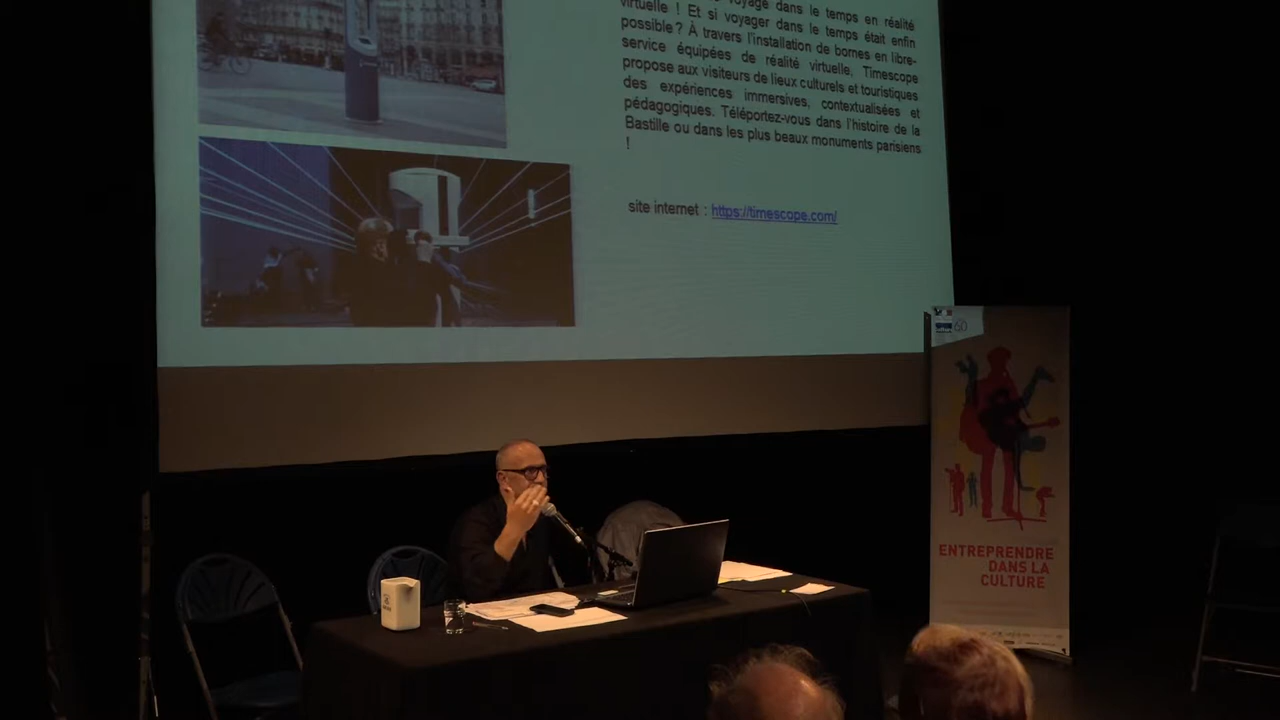 voyage dans le temps en réalité
virtuelle ! Et si voyager dans le temps était enfin
possible ? À travers l'installation de bornes en libre-
service équipées de réalité virtuelle, Timescope
propose aux visiteurs de lieux culturels et touristiques
des expériences immersives, contextualisées et
pédagogiques. Téléportez-vous dans l'histoire de la
Bastille ou dans les plus beaux monuments parisiens
!
site internet : https://timescope.com/
60
ENTREPRENDRE
DANS LA
CULTURE